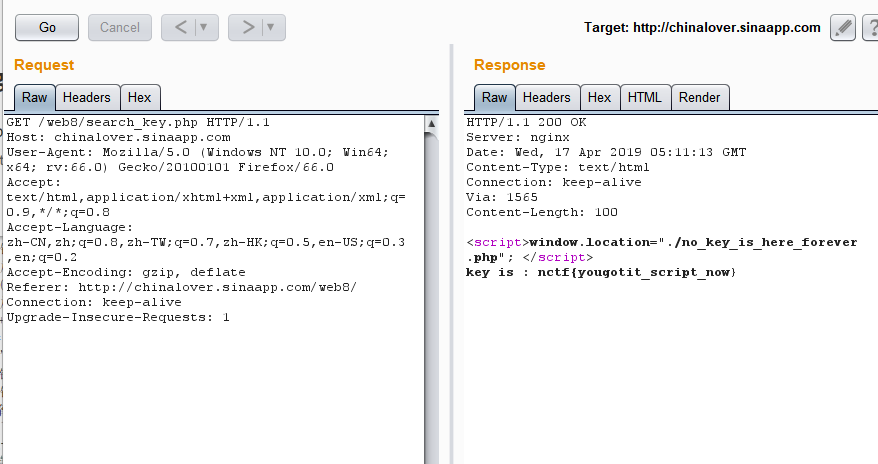 Go
Cancel
< | ▼
> | ▼
Target: http://chinalover.sinaapp.com
?
Request
Raw Headers Hex
GET /web8/search_key.php HTTP/1.1
Host: chinalover.sinaapp.com
User-Agent: Mozilla/5.0 (Windows NT 10.0; Win64;
x64; rv:66.0) Gecko/20100101 Firefox/66.0
Accept:
text/html,application/xhtml+xml,application/xml;q=
0.9,*/*;q=0.8
Accept-Language:
zh-CN,zh;q=0.8,zh-TW;q=0.7,zh-HK;q=0.5,en-US;q=0.3
,en;q=0.2
Accept-Encoding: gzip, deflate
Referer: http://chinalover.sinaapp.com/web8/
Connection: keep-alive
Upgrade-Insecure-Requests: 1
Response
Raw Headers Hex HTML Render
HTTP/1.1 200 OK
Server: nginx
Date: Wed, 17 Apr 2019 05:11:13 GMT
Content-Type: text/html
Connection: keep-alive
Via: 1565
Content-Length: 100
<script>window.location="./no_key_is_here_forever
.php"; </script>
key is : nctf{yougotit_script_now}